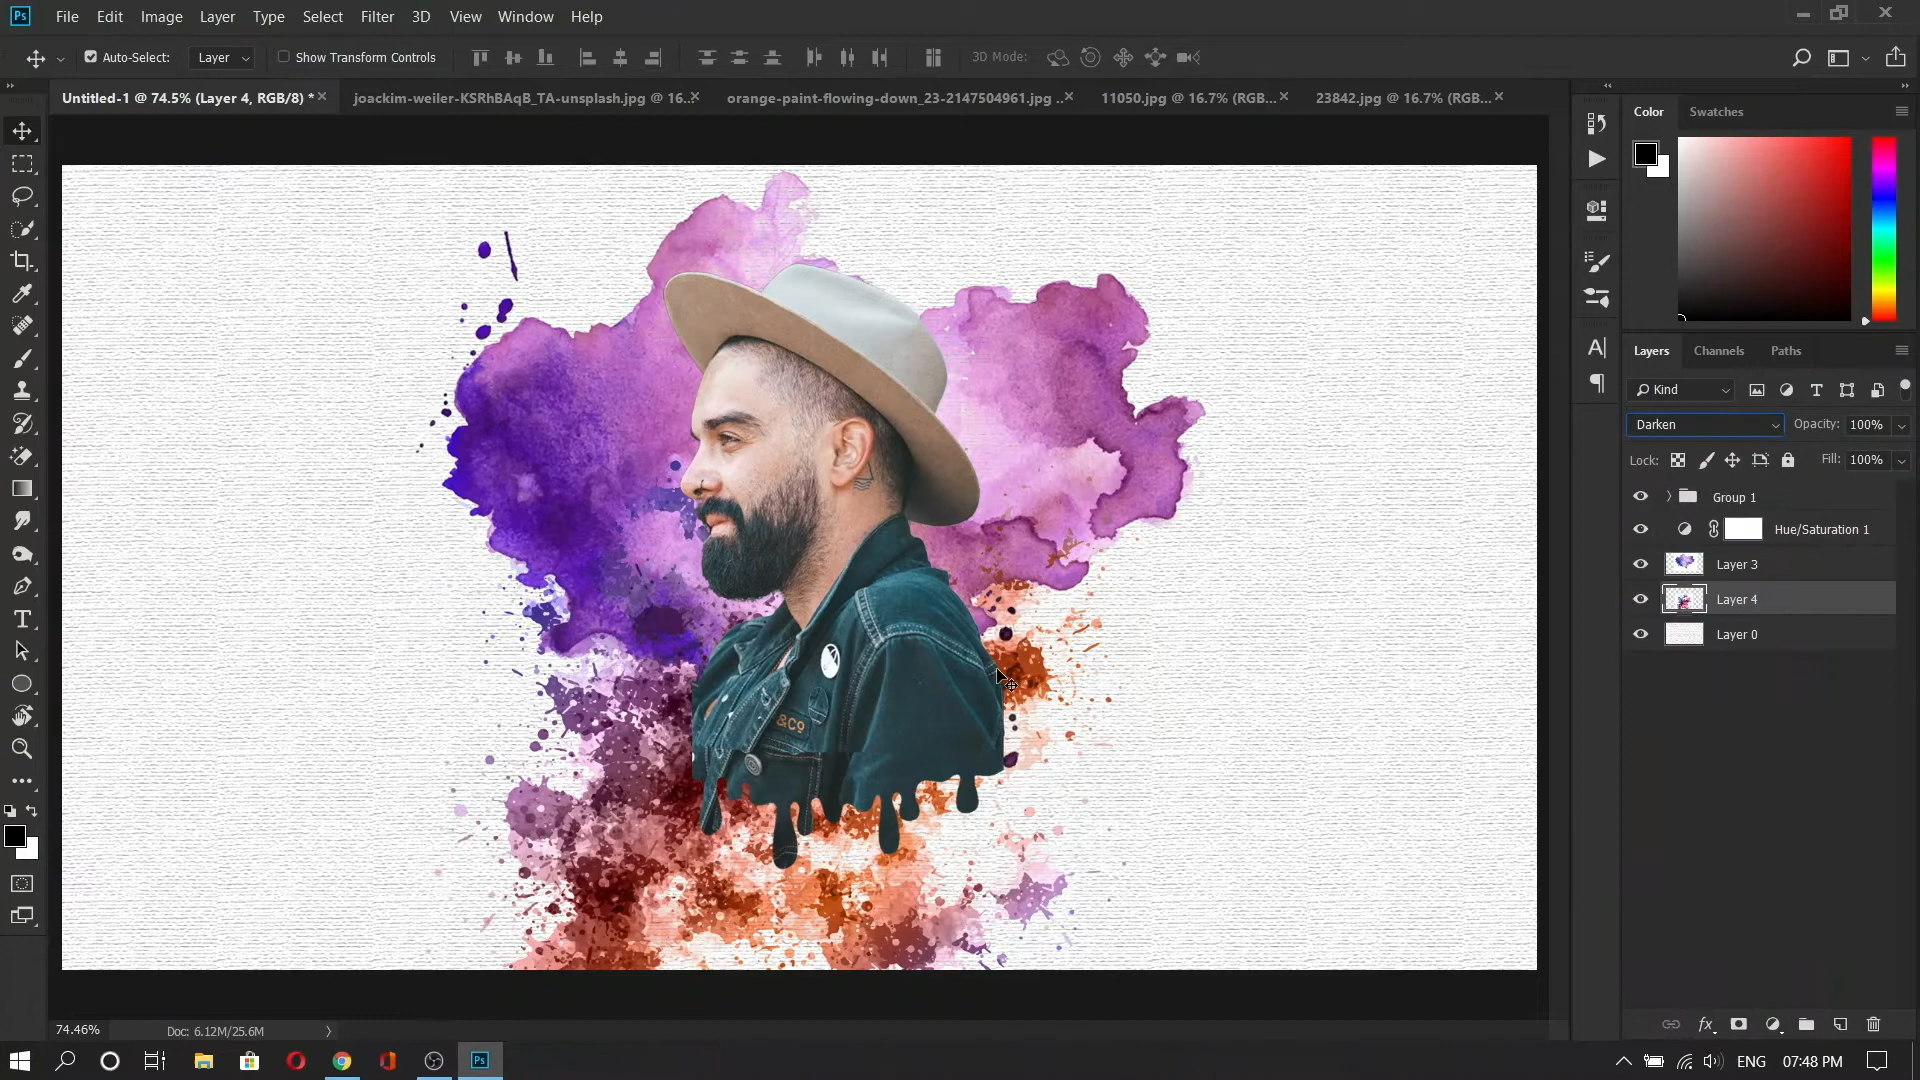 Ps File Edit Image Layer Type Select Filter 3D View Window Help
Auto-Select: Layer Show Transform Controls 3D Mode:
Untitled-1 @ 74.5% (Layer 4, RGB/8) * joackim-weiler-KSRhBAqB_TA-unsplash.jpg @ 16... orange-paint-flowing-down_23-2147504961.jpg ... 11050.jpg @ 16.7% (RGB... 23842.jpg @ 16.7% (RGB...
Color Swatches
Layers Channels Paths
Kind
Darken Opacity: 100%
Lock: Fill: 100%
Group 1
Hue/Saturation 1
Layer 3
Layer 4
Layer 0
&CO
74.46% Doc: 6.12M/25.6M
fx
Ps ENG 07:48 PM